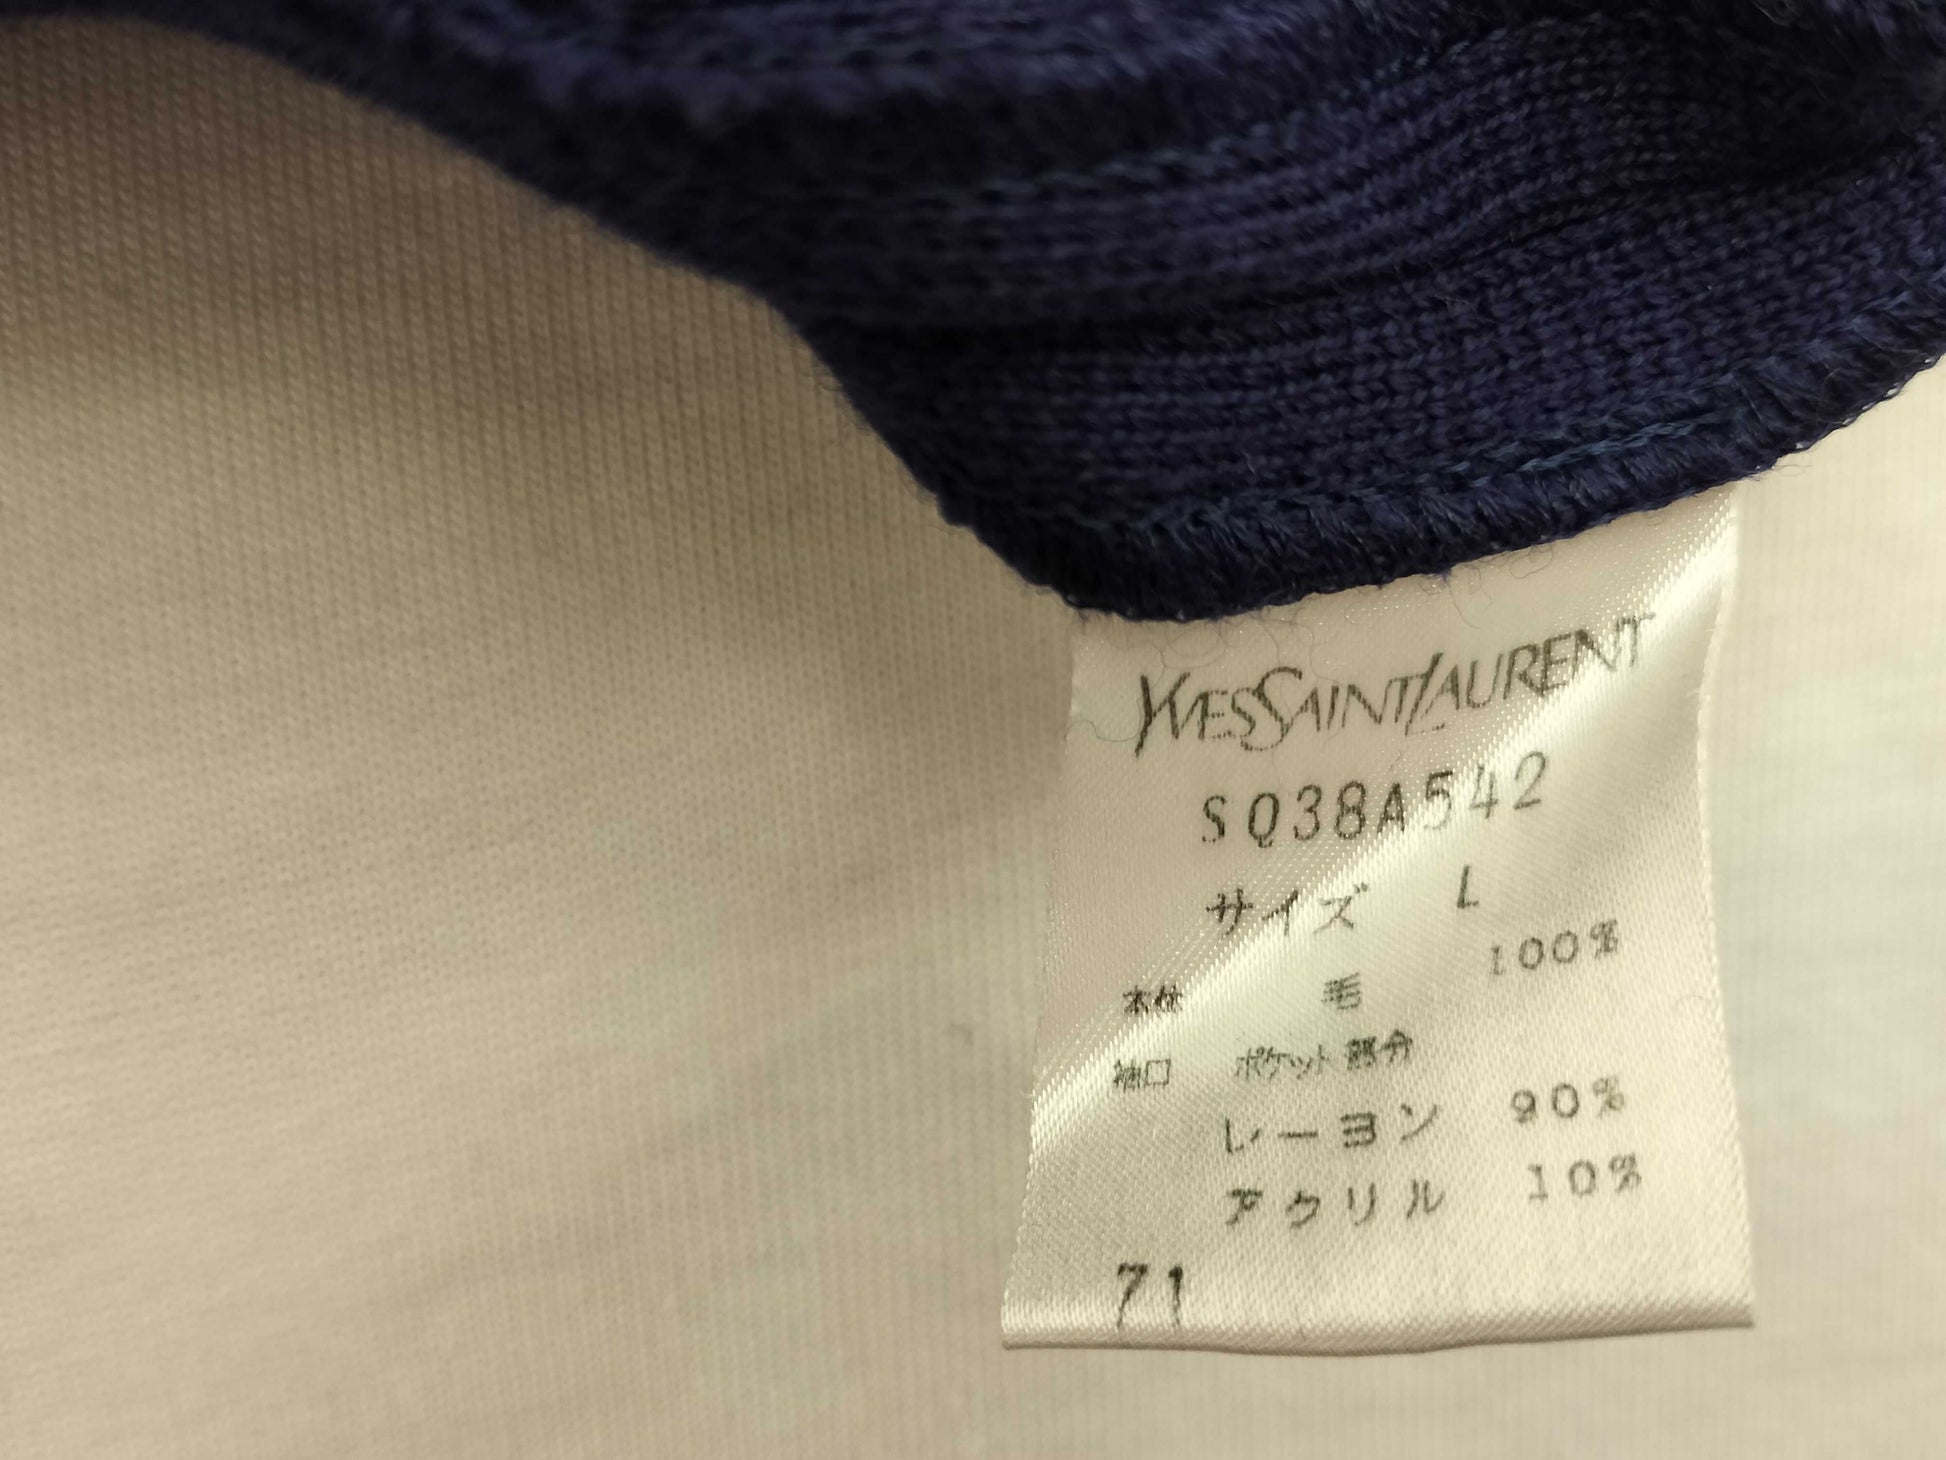 YVESSAINTLAURENT
SQ38A542
サイズ L
本体 毛 100%
袖口 ポケット部分
レーヨン 90%
アクリル 10%
71